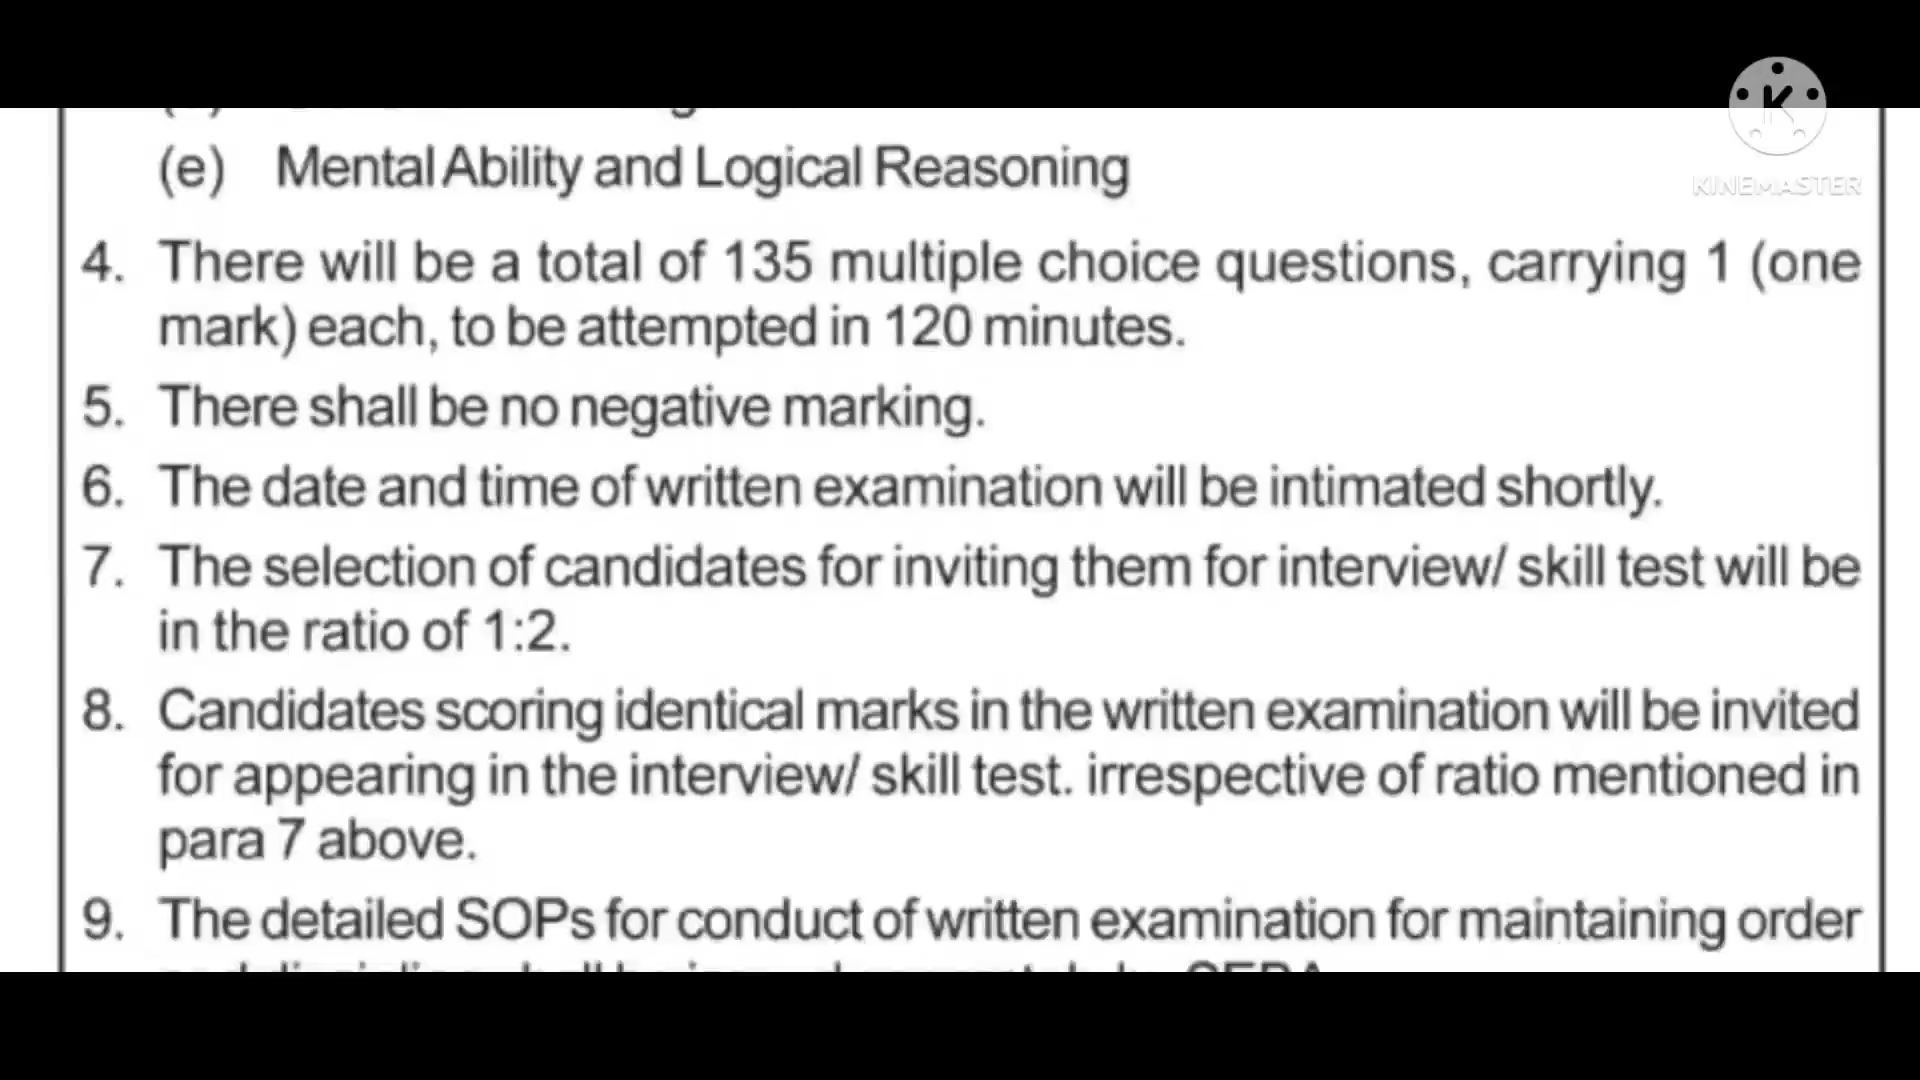 K
KINEMASTER
(e) Mental Ability and Logical Reasoning
4. There will be a total of 135 multiple choice questions, carrying 1 (one
mark) each, to be attempted in 120 minutes.
5. There shall be no negative marking.
6. The date and time of written examination will be intimated shortly.
7. The selection of candidates for inviting them for interview/ skill test will be
in the ratio of 1:2.
8. Candidates scoring identical marks in the written examination will be invited
for appearing in the interview/ skill test. irrespective of ratio mentioned in
para 7 above.
9. The detailed SOPs for conduct of written examination for maintaining order